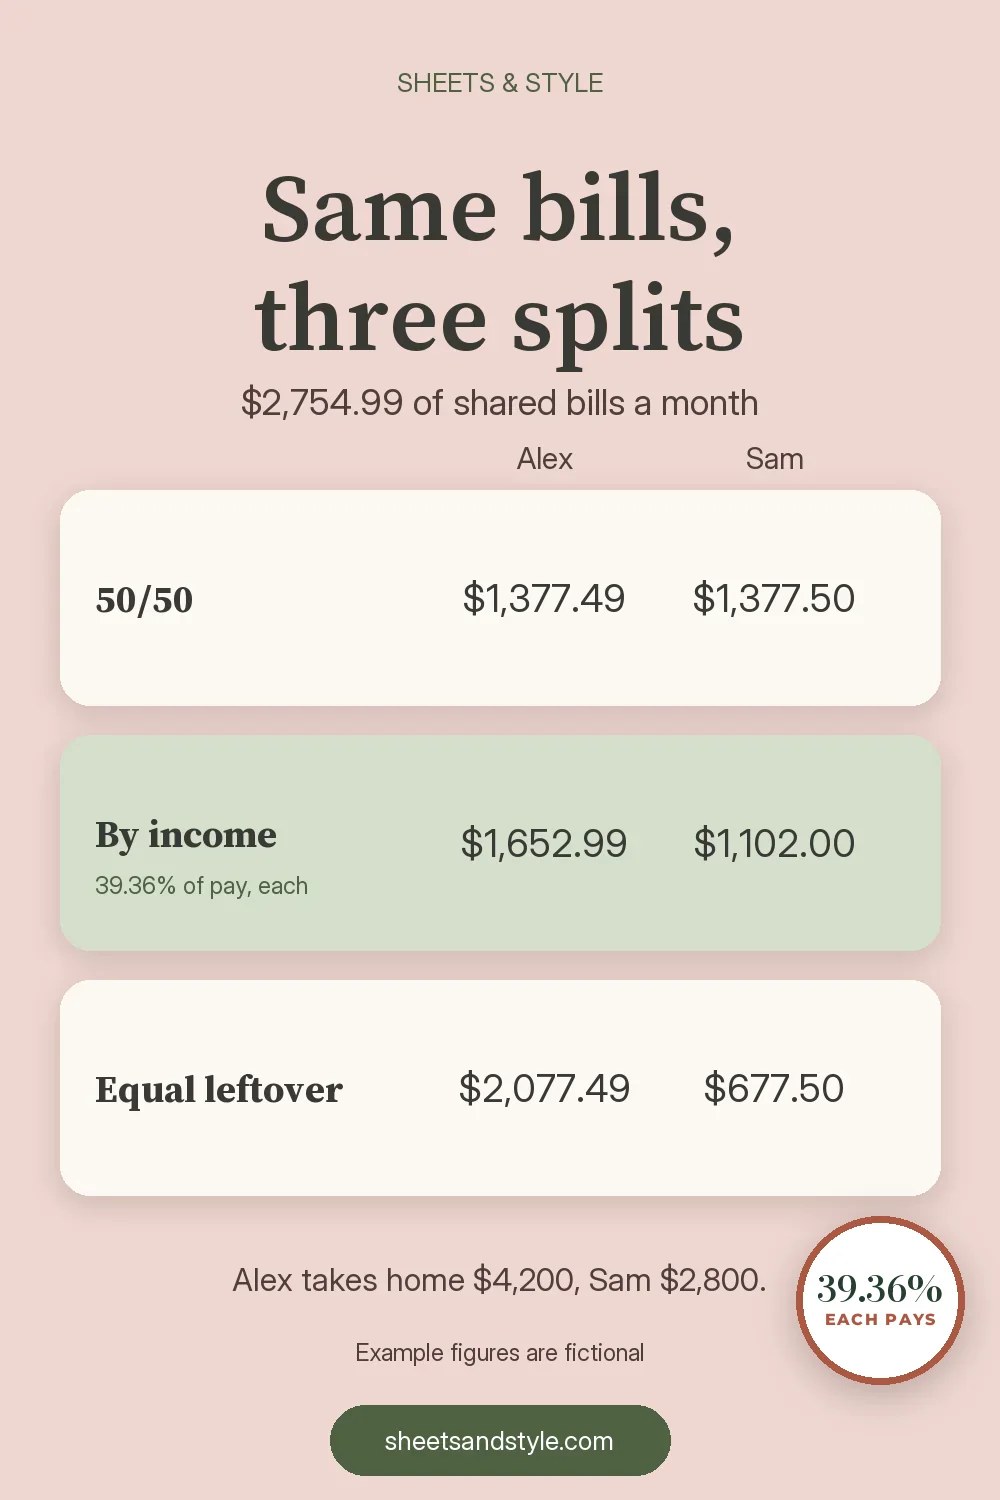 SHEETS & STYLE
Same bills,
three splits
$2,754.99 of shared bills a month
Alex Sam
50/50 $1,377.49 $1,377.50
By income $1,652.99 $1,102.00
39.36% of pay, each
Equal leftover $2,077.49 $677.50
Alex takes home $4,200, Sam $2,800.
39.36%
EACH PAYS
Example figures are fictional
sheetsandstyle.com